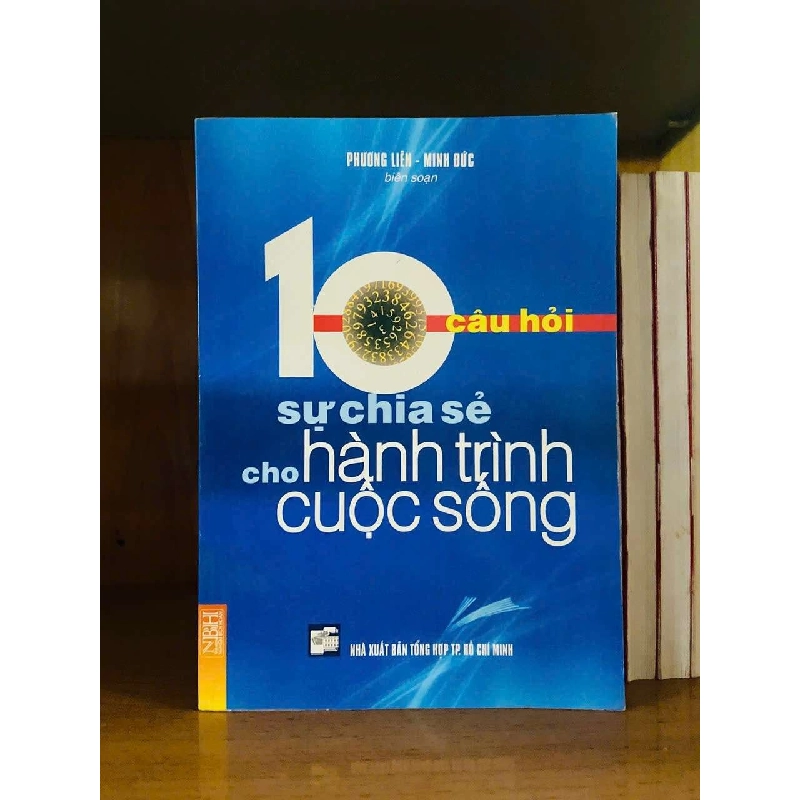 PHƯƠNG LIÊN - MINH ĐỨC
biên soạn
10
câu hỏi
sự chia sẻ
cho hành trình
cuộc sống
NBH
NHÀ XUẤT BẢN TỔNG HỢP TP. HỒ CHÍ MINH